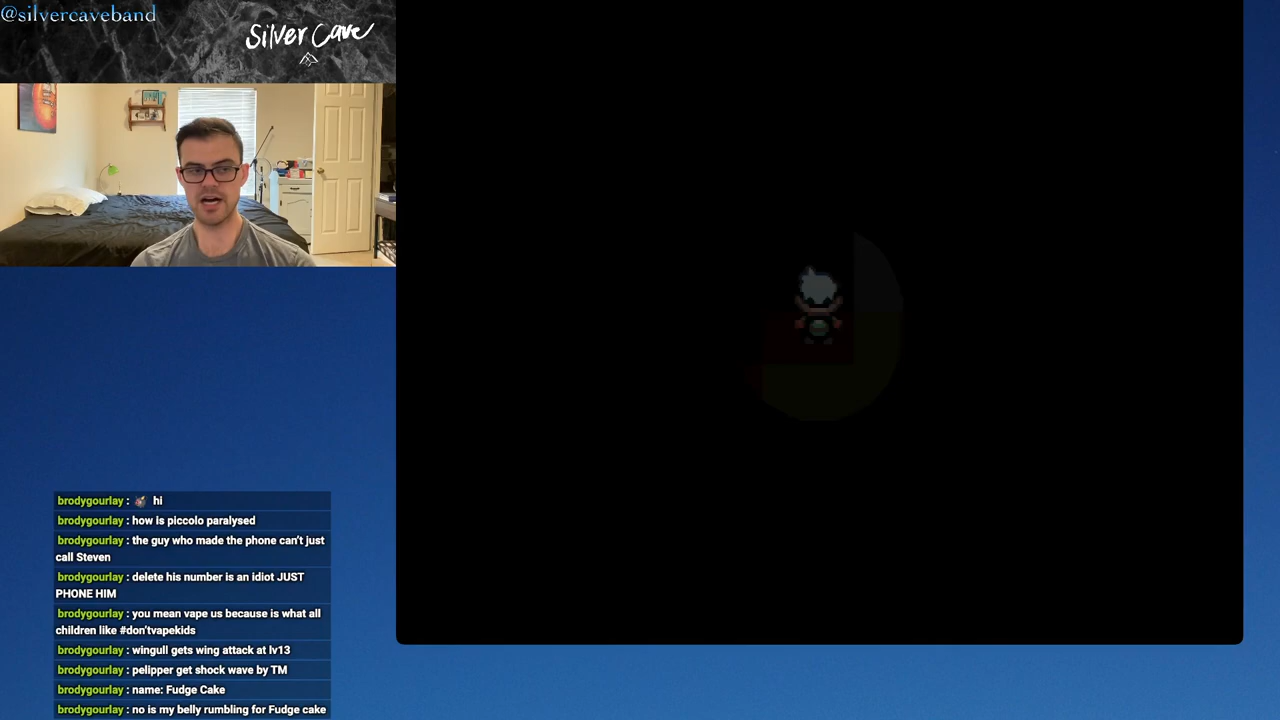 @silvercaveband
Silver Cave
brodygourlay : hi
brodygourlay : how is piccolo paralysed
brodygourlay : the guy who made the phone can't just
call Steven
brodygourlay : delete his number is an idiot JUST
PHONE HIM
brodygourlay : you mean vape us because is what all
children like #don'tvapekids
brodygourlay : wingull gets wing attack at lv13
brodygourlay : pelipper get shock wave by TM
brodygourlay : name: Fudge Cake
brodygourlay : no is my belly rumbling for Fudge cake